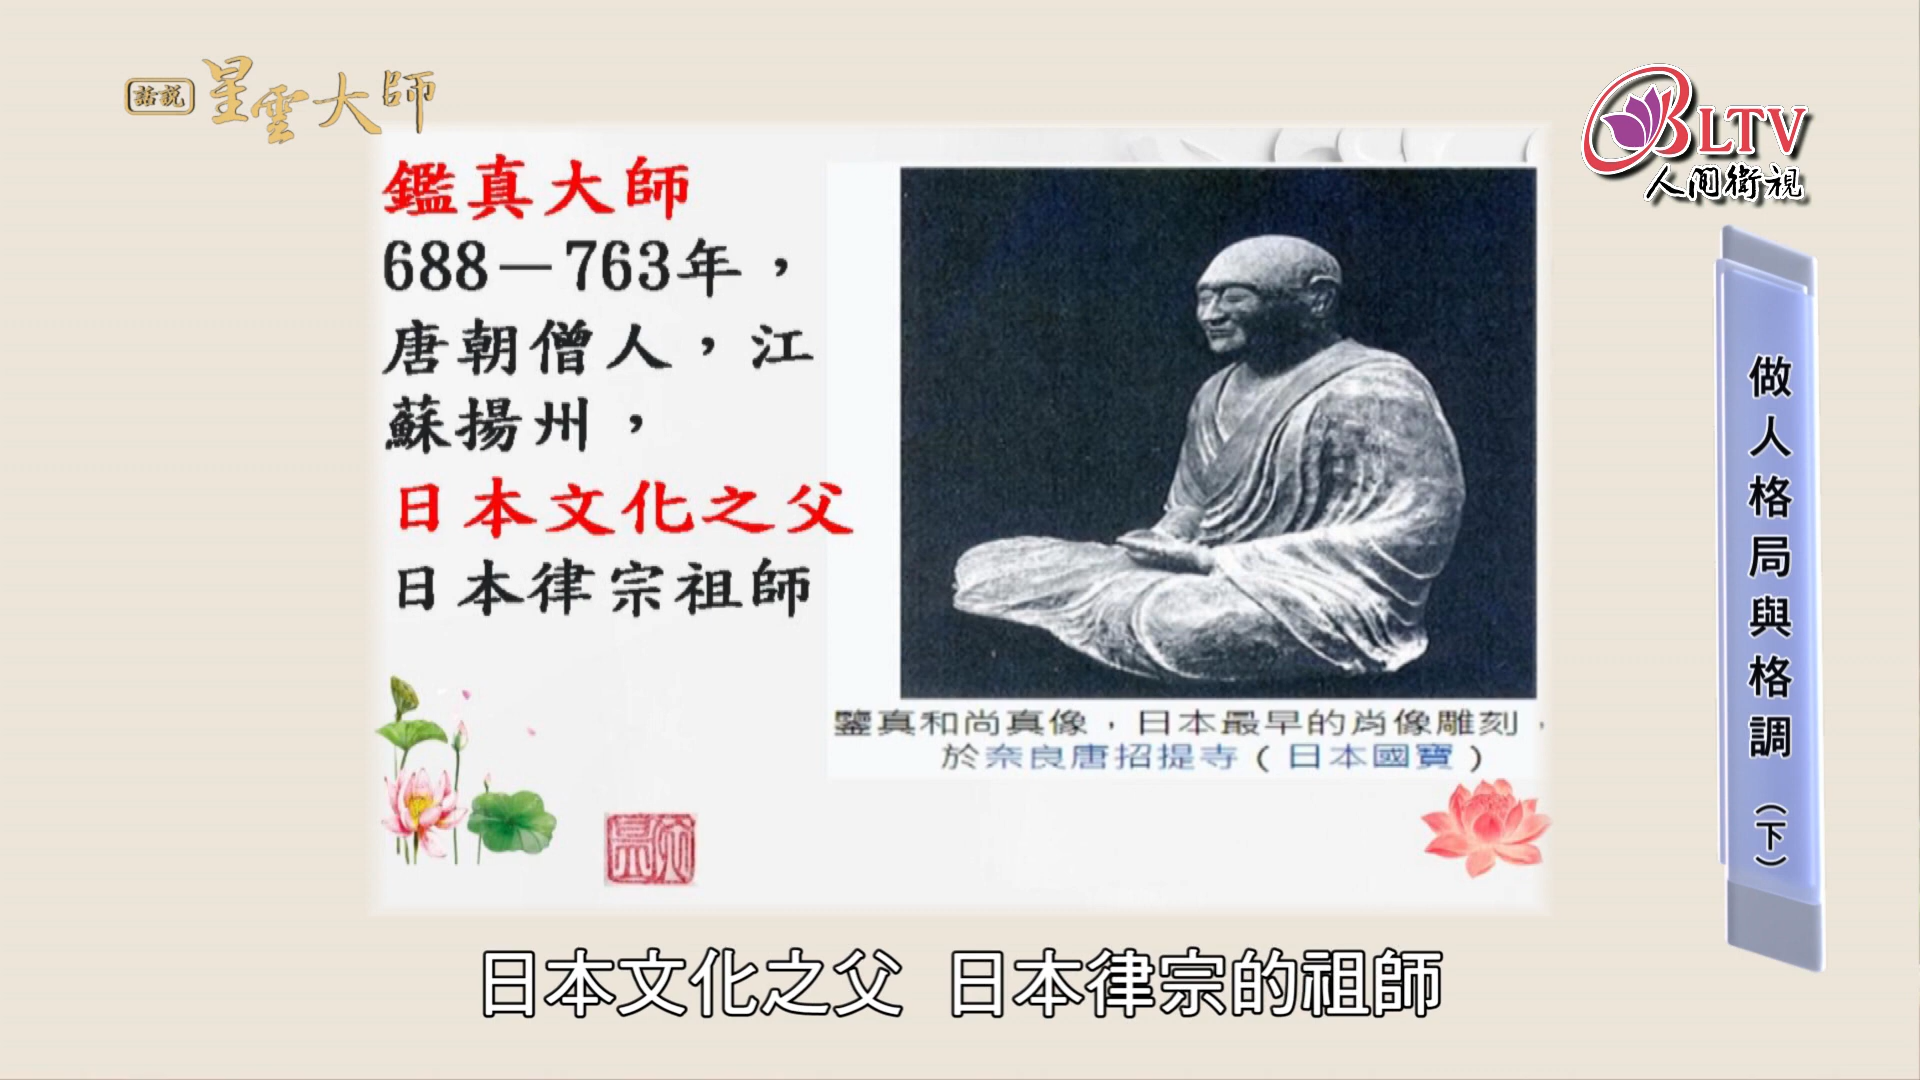 話說
星雲大師
BLTV
人間衛視
鑑真大師
688－763年，
唐朝僧人，江
蘇揚州，
日本文化之父
日本律宗祖師
鑒真和尚真像，日本最早的肖像雕刻，
於奈良唐招提寺（日本國寶）
做人格局與格調（下）
日本文化之父 日本律宗的祖師